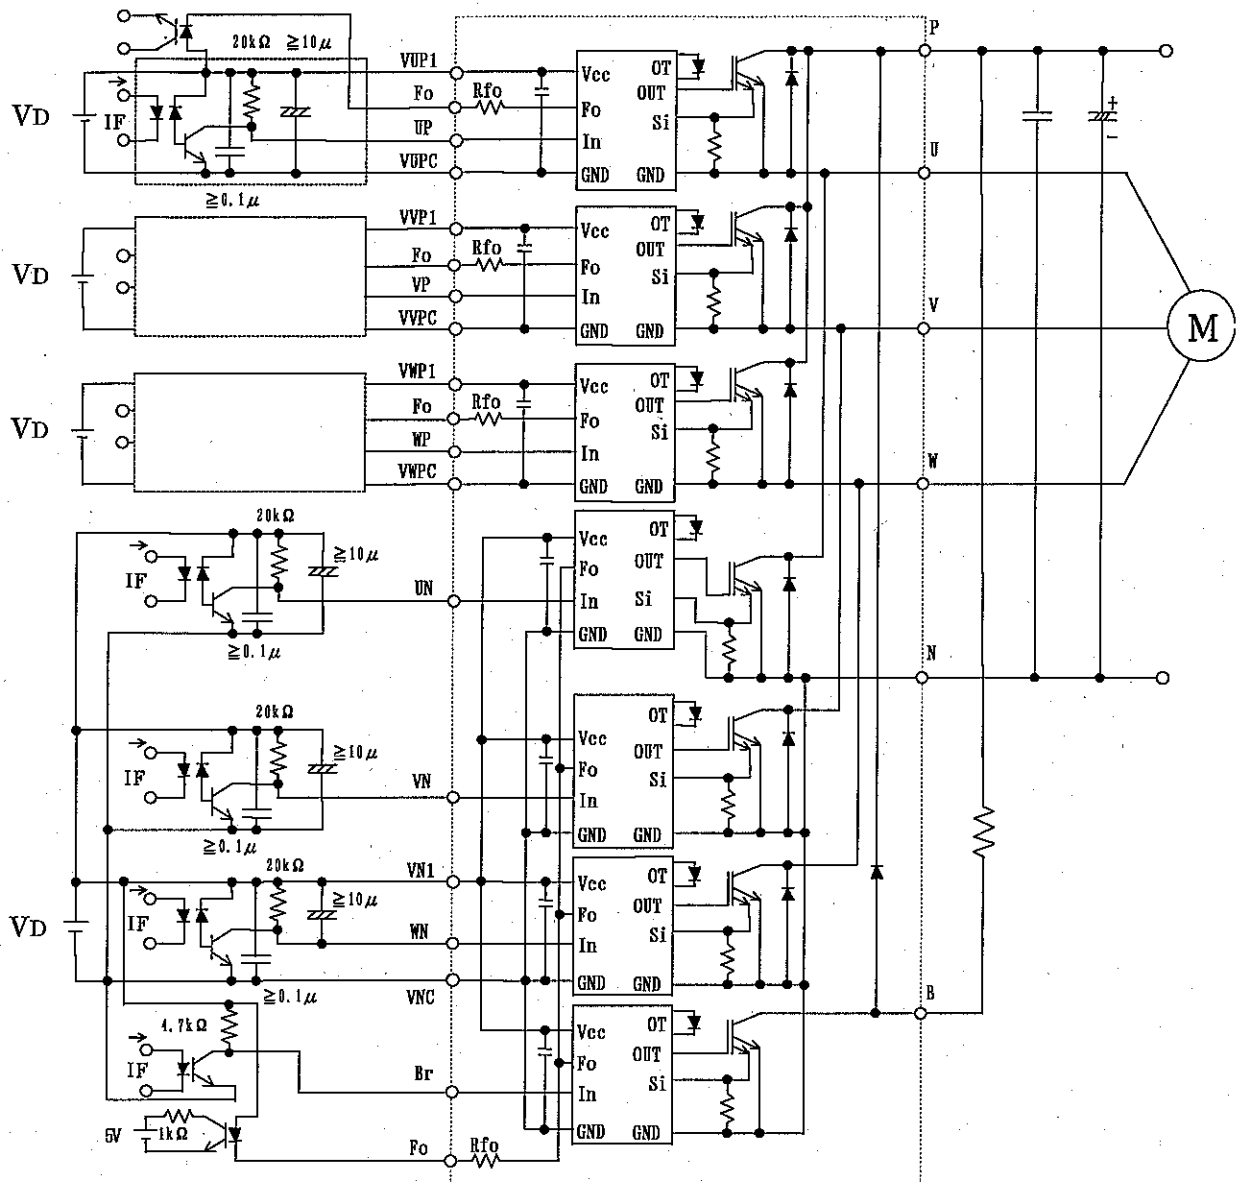 20kΩ ≧10μ
P
VUP1
Vcc
OT
VD
IF
Fo
Rfo
Fo
OUT
+
-
UP
In
Si
VUPC
GND
GND
U
≧0.1μ
VVP1
Vcc
OT
OUT
VD
Fo
Rfo
Fo
Si
VP
In
VVPC
GND
GND
V
M
VWP1
Vcc
OT
VD
Fo
Rfo
Fo
OUT
WP
In
Si
VWPC
GND
GND
W
20kΩ
Vcc
OT
≧10μ
IF
Fo
OUT
UN
In
Si
GND
GND
N
≧0.1μ
20kΩ
OT
Vcc
OUT
≧10μ
IF
VN
Fo
Si
In
GND
GND
≧0.1μ
20kΩ
VN1
Vcc
OT
≧10μ
VD
IF
WN
Fo
OUT
In
Si
GND
GND
≧0.1μ
VNC
B
4.7kΩ
Vcc
OT
IF
Br
Fo
OUT
In
Si
5V
1kΩ
GND
GND
Fo
Rfo